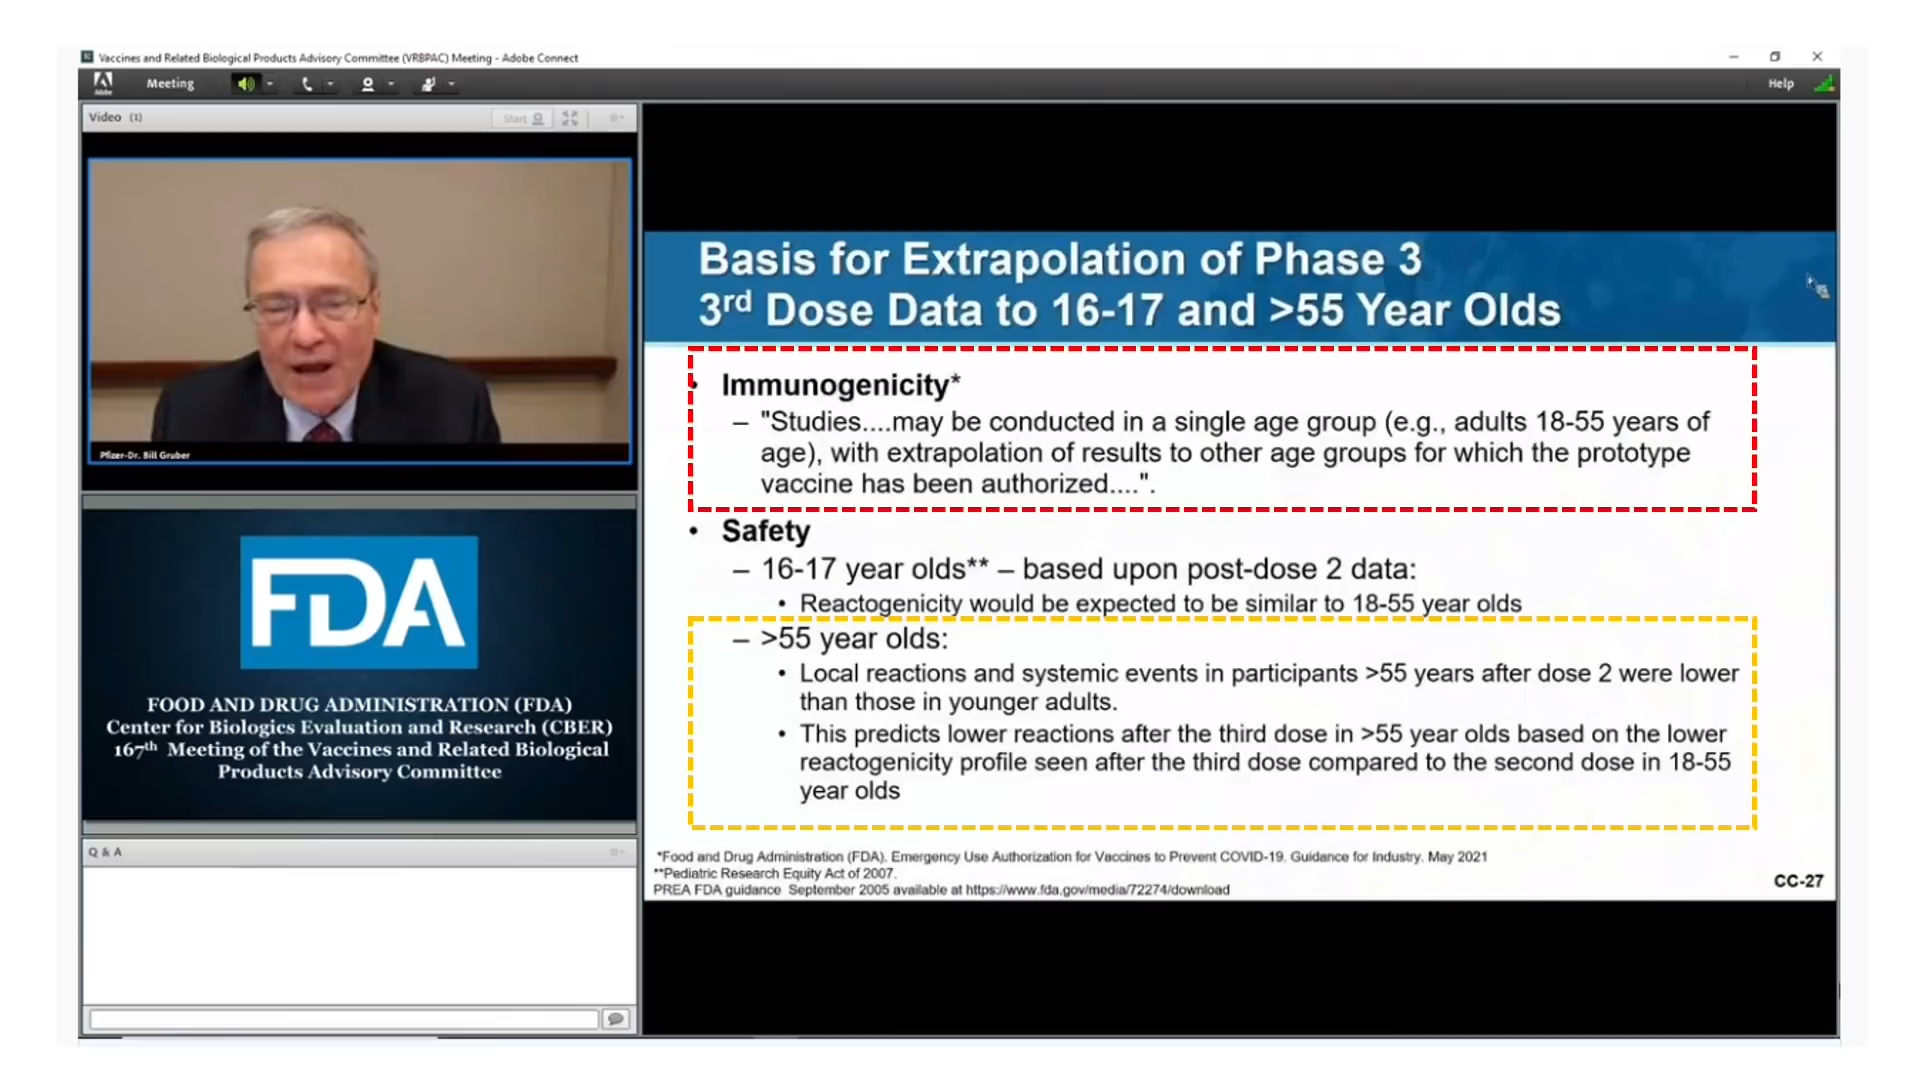 Vaccines and Related Biological Products Advisory Committee (VRBPAC) Meeting - Adobe Connect
Adobe
Meeting
Help
Video (1)
Start
Pfizer-Dr. Bill Gruber
FDA
FOOD AND DRUG ADMINISTRATION (FDA)
Center for Biologics Evaluation and Research (CBER)
167th Meeting of the Vaccines and Related Biological
Products Advisory Committee
Q & A
Basis for Extrapolation of Phase 3
3rd Dose Data to 16-17 and >55 Year Olds
• Immunogenicity*
– "Studies....may be conducted in a single age group (e.g., adults 18-55 years of
age), with extrapolation of results to other age groups for which the prototype
vaccine has been authorized....".
• Safety
– 16-17 year olds** – based upon post-dose 2 data:
• Reactogenicity would be expected to be similar to 18-55 year olds
– >55 year olds:
• Local reactions and systemic events in participants >55 years after dose 2 were lower
than those in younger adults.
• This predicts lower reactions after the third dose in >55 year olds based on the lower
reactogenicity profile seen after the third dose compared to the second dose in 18-55
year olds
*Food and Drug Administration (FDA). Emergency Use Authorization for Vaccines to Prevent COVID-19. Guidance for Industry. May 2021
**Pediatric Research Equity Act of 2007.
PREA FDA guidance September 2005 available at https://www.fda.gov/media/72274/download
CC-27